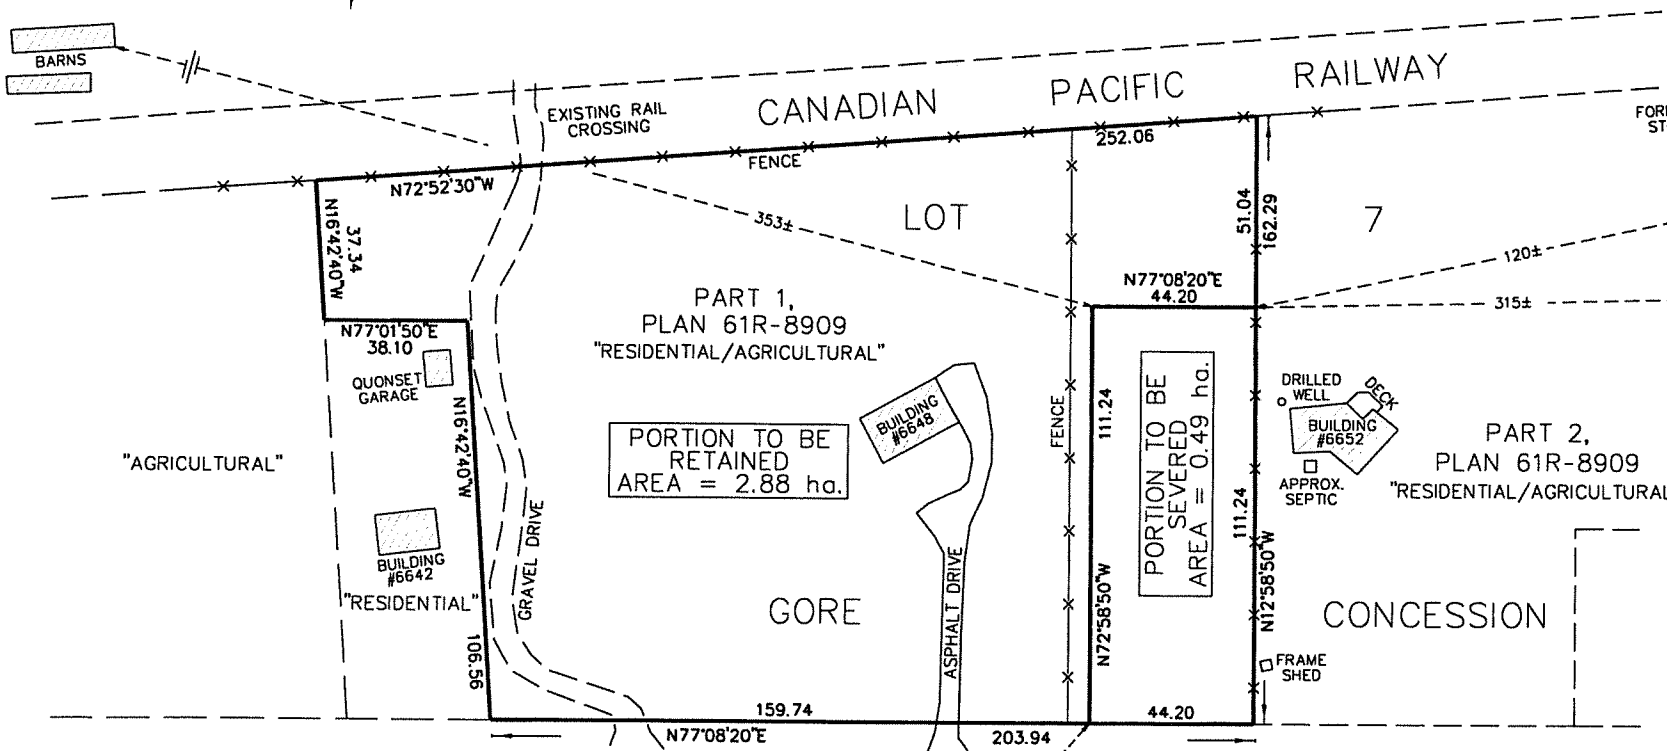 BARNS
EXISTING RAIL
CROSSING
CANADIAN PACIFIC RAILWAY
FENCE
252.06
N72°52'30"W
N16°42'40"W
37.34
353±
LOT 7
51.04
162.29
120±
N77°08'20"E
44.20
315±
N77°01'50"E
38.10
PART 1,
PLAN 61R-8909
"RESIDENTIAL/AGRICULTURAL"
QUONSET
GARAGE
N16°42'40"W
106.56
"AGRICULTURAL"
PORTION TO BE
RETAINED
AREA = 2.88 ha.
BUILDING
#6648
FENCE
111.24
N72°58'50"W
PORTION TO BE
SEVERED
AREA = 0.49 ha.
111.24
N12°58'50"W
DRILLED
WELL
DECK
BUILDING
#6652
APPROX.
SEPTIC
PART 2,
PLAN 61R-8909
"RESIDENTIAL/AGRICULTURAL
BUILDING
#6642
"RESIDENTIAL"
GRAVEL DRIVE
GORE CONCESSION
ASPHALT DRIVE
FRAME
SHED
159.74
44.20
N77°08'20"E
203.94